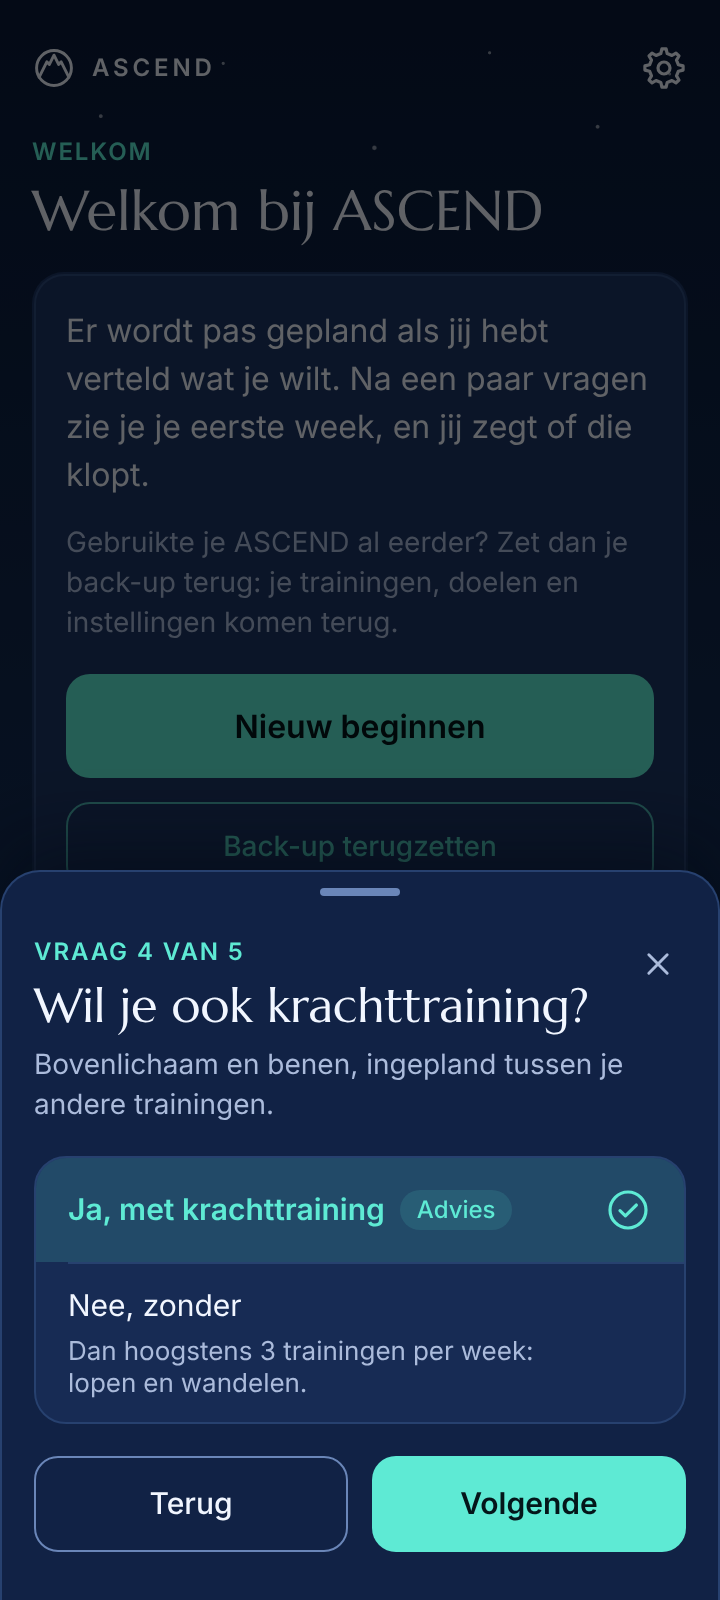 ASCEND
WELKOM
Welkom bij ASCEND
Er wordt pas gepland als jij hebt
verteld wat je wilt. Na een paar vragen
zie je je eerste week, en jij zegt of die
klopt.
Gebruikte je ASCEND al eerder? Zet dan je
back-up terug: je trainingen, doelen en
instellingen komen terug.
Nieuw beginnen
Back-up terugzetten
VRAAG 4 VAN 5
Wil je ook krachttraining?
Bovenlichaam en benen, ingepland tussen je
andere trainingen.
Ja, met krachttraining Advies
Nee, zonder
Dan hoogstens 3 trainingen per week:
lopen en wandelen.
Terug Volgende